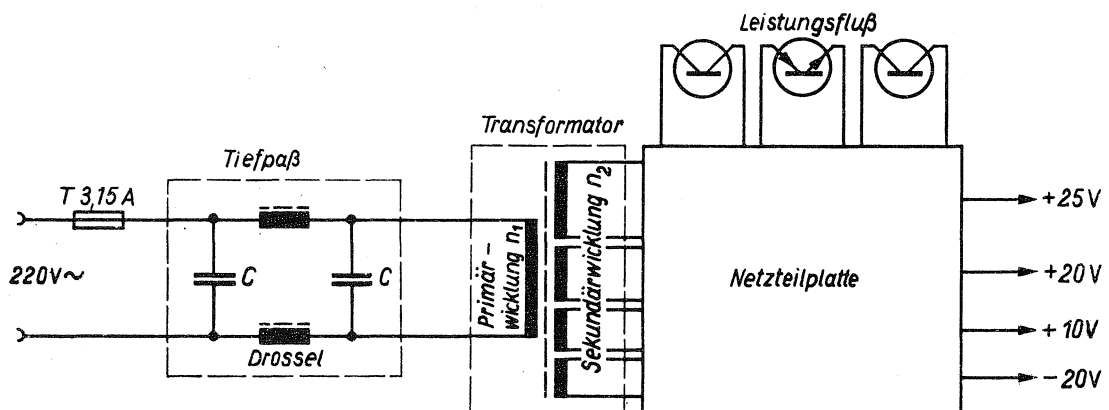 Leistungsfluß
Transformator
Tiefpaß
T 3,15 A
220V~
C
C
Drossel
Primär-
wicklung n1
Sekundärwicklung n2
Netzteilplatte
+25V
+20V
+10V
-20V